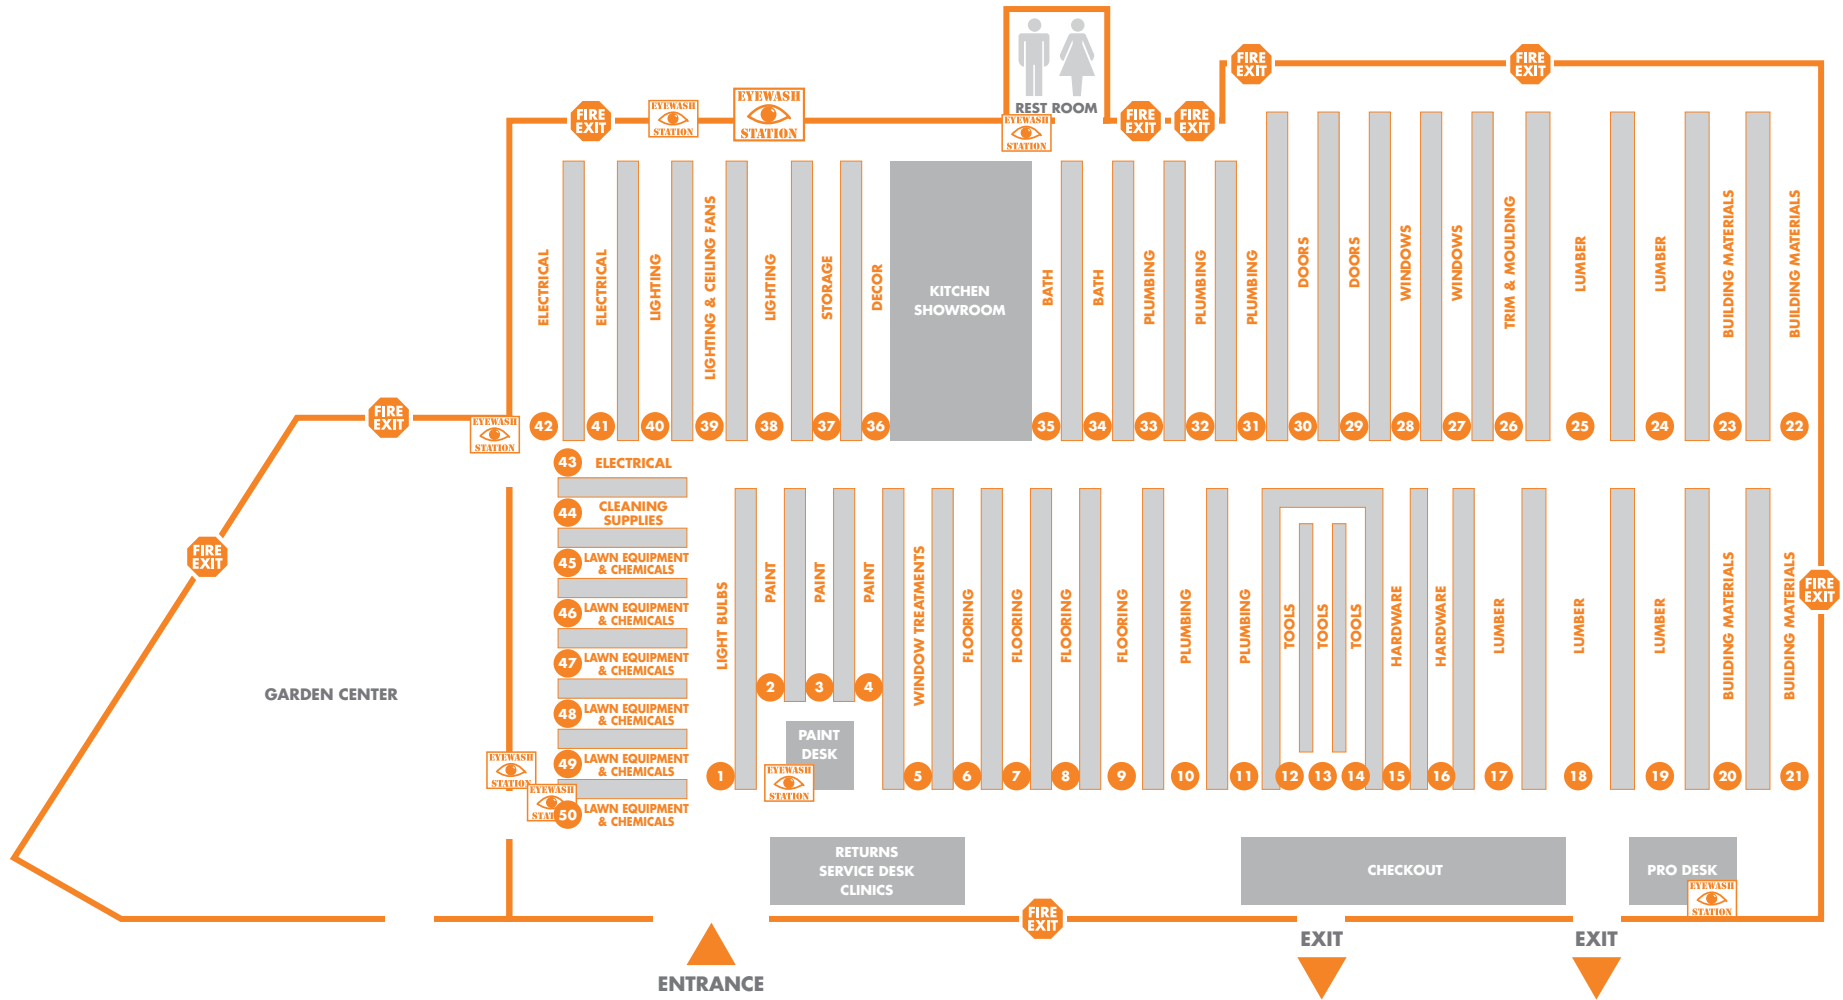 REST ROOM
FIRE
EXIT
FIRE
EXIT
EYEWASH
STATION
EYEWASH
STATION
FIRE
EXIT
EYEWASH
STATION
FIRE
EXIT
FIRE
EXIT
ELECTRICAL
ELECTRICAL
LIGHTING
LIGHTING & CEILING FANS
LIGHTING
STORAGE
DECOR
KITCHEN
SHOWROOM
BATH
BATH
PLUMBING
PLUMBING
PLUMBING
DOORS
DOORS
WINDOWS
WINDOWS
TRIM & MOULDING
LUMBER
LUMBER
BUILDING MATERIALS
BUILDING MATERIALS
42
41
40
39
38
37
36
35
34
33
32
31
30
29
28
27
26
25
24
23
22
FIRE
EXIT
EYEWASH
STATION
43 ELECTRICAL
44 CLEANING
SUPPLIES
45 LAWN EQUIPMENT
& CHEMICALS
46 LAWN EQUIPMENT
& CHEMICALS
47 LAWN EQUIPMENT
& CHEMICALS
48 LAWN EQUIPMENT
& CHEMICALS
49 LAWN EQUIPMENT
& CHEMICALS
50 LAWN EQUIPMENT
& CHEMICALS
FIRE
EXIT
GARDEN CENTER
EYEWASH
STATION
EYEWASH
LIGHT BULBS
PAINT
PAINT
PAINT
WINDOW TREATMENTS
FLOORING
FLOORING
FLOORING
FLOORING
PLUMBING
PLUMBING
TOOLS
TOOLS
TOOLS
HARDWARE
HARDWARE
LUMBER
LUMBER
LUMBER
BUILDING MATERIALS
BUILDING MATERIALS
FIRE
EXIT
2
3
4
PAINT
DESK
EYEWASH
STATION
1
5
6
7
8
9
10
11
12
13
14
15
16
17
18
19
20
21
RETURNS
SERVICE DESK
CLINICS
CHECKOUT
PRO DESK
EYEWASH
STATION
FIRE
EXIT
ENTRANCE
EXIT
EXIT